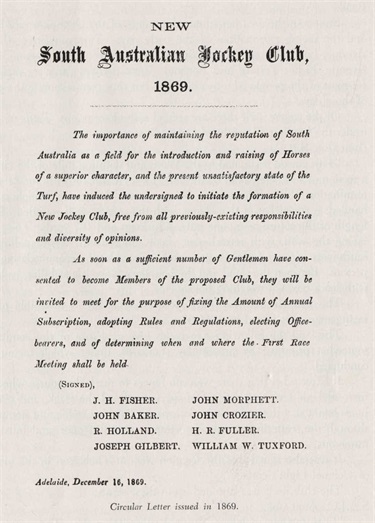 NEW
South Australian Jockey Club,
1869.
The importance of maintaining the reputation of South
Australia as a field for the introduction and raising of Horses
of a superior character, and the present unsatisfactory state of the
Turf, have induced the undersigned to initiate the formation of a
New Jockey Club, free from all previously-existing responsibilities
and diversity of opinions.
As soon as a sufficient number of Gentlemen have con-
sented to become Members of the proposed Club, they will be
invited to meet for the purpose of fixing the Amount of Annual
Subscription, adopting Rules and Regulations, electing Office-
bearers, and of determining when and where the First Race
Meeting shall be held.
(SIGNED),
J. H. FISHER. JOHN MORPHETT.
JOHN BAKER. JOHN CROZIER.
R. HOLLAND. H. R. FULLER.
JOSEPH GILBERT. WILLIAM W. TUXFORD.
Adelaide, December 16, 1869.
Circular Letter issued in 1869.